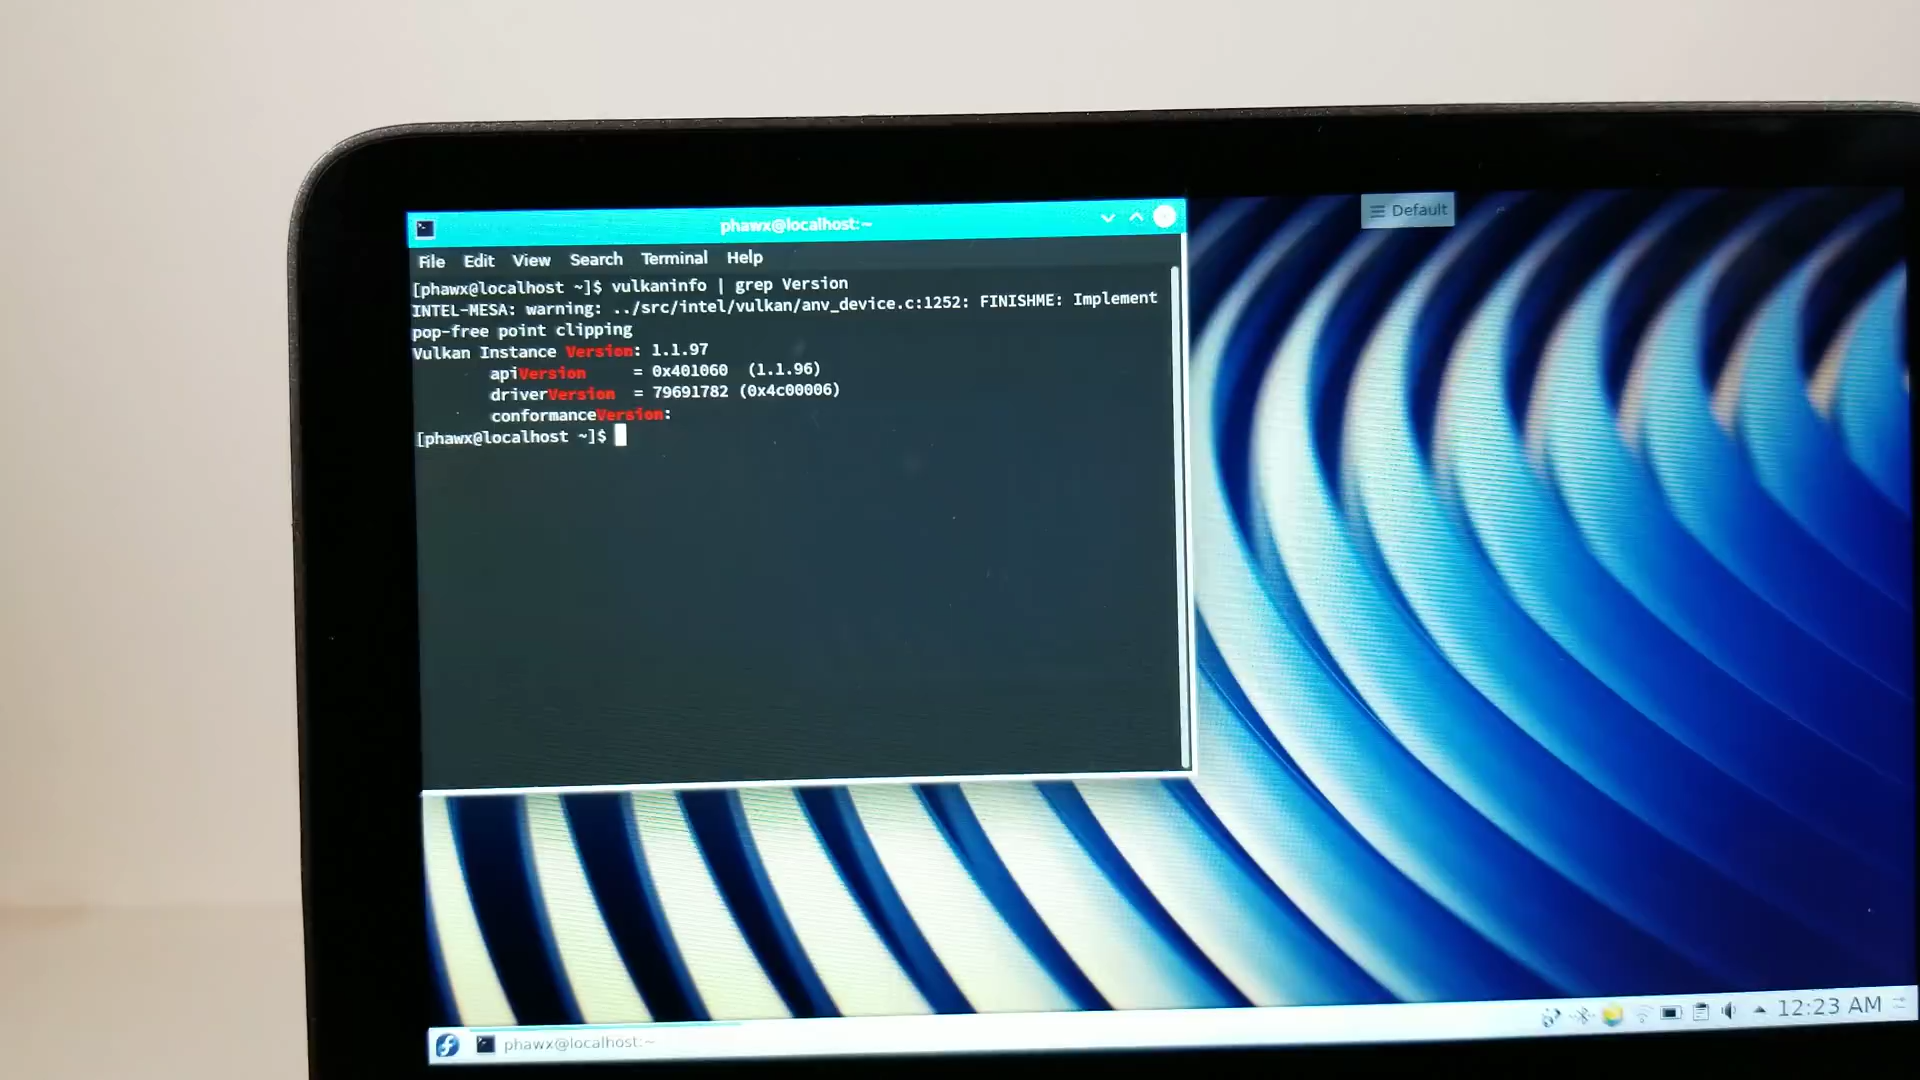 phawx@localhost:~
Default
File Edit View Search Terminal Help
[phawx@localhost ~]$ vulkaninfo | grep Version
INTEL-MESA: warning: ../src/intel/vulkan/anv_device.c:1252: FINISHME: Implement
pop-free point clipping
Vulkan Instance Version: 1.1.97
apiVersion = 0x401060 (1.1.96)
driverVersion = 79691782 (0x4c00006)
conformanceVersion:
[phawx@localhost ~]$
phawx@localhost:~
12:23 AM